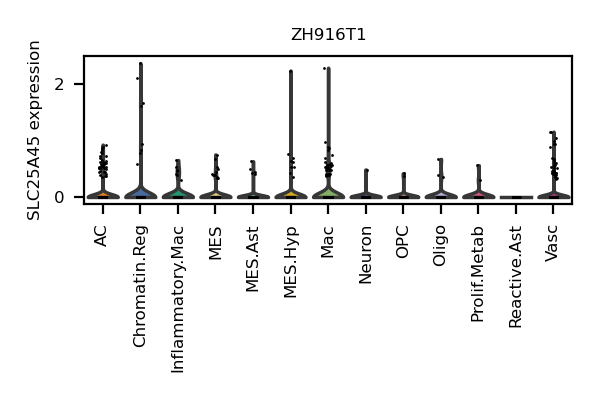 ZH916T1
SLC25A45 expression
2
0
AC
Chromatin.Reg
Inflammatory.Mac
MES
MES.Ast
MES.Hyp
Mac
Neuron
OPC
Oligo
Prolif.Metab
Reactive.Ast
Vasc